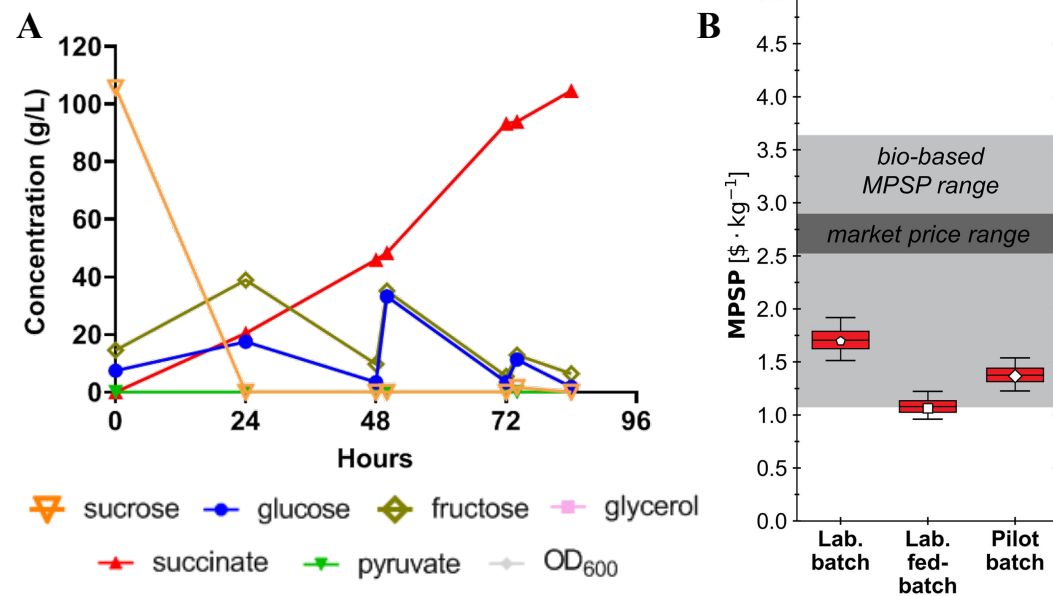 A
Concentration (g/L)
120
100
80
60
40
20
0
0 24 48 72 96
Hours
sucrose glucose fructose glycerol
succinate pyruvate OD600
B
MPSP [$ · kg⁻¹]
4.5
4.0
3.5
3.0
2.5
2.0
1.5
1.0
0.5
0.0
bio-based
MPSP range
market price range
Lab. batch
Lab. fed-batch
Pilot batch